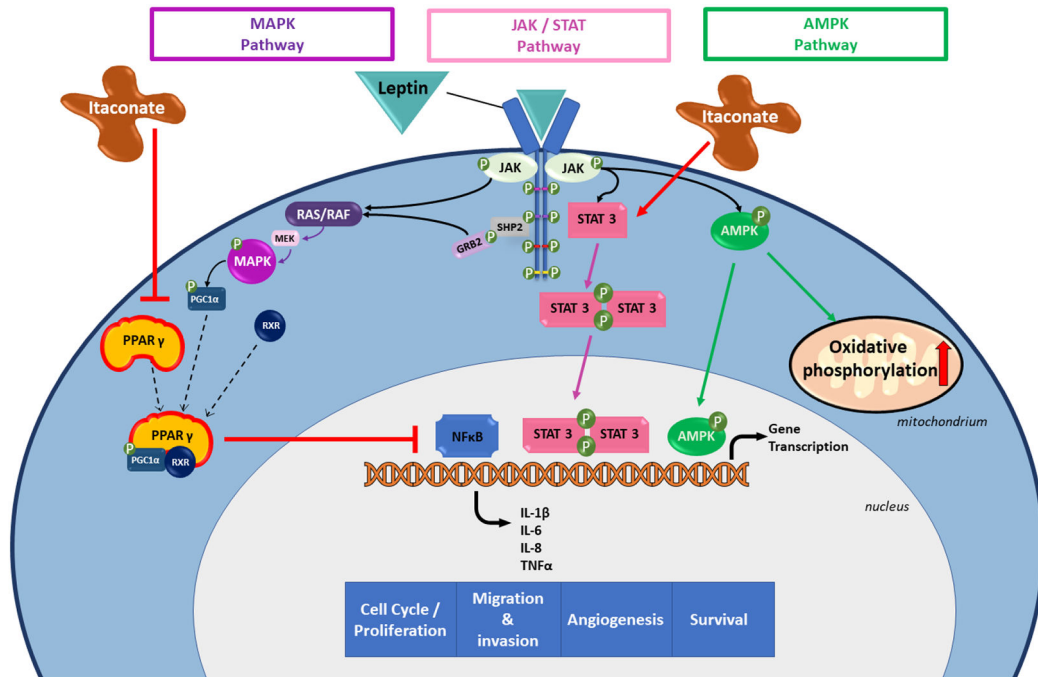 MAPK
Pathway
JAK / STAT
Pathway
AMPK
Pathway
Itaconate
Leptin
Itaconate
P
JAK
JAK
P
P
P
RAS/RAF
STAT 3
P
P
SHP2
P
AMPK
MEK
GRB2
P
P
MAPK
P
P
P
P
P
PGC1α
P
STAT 3
STAT 3
P
RXR
PPAR γ
Oxidative
phosphorylation
mitochondrium
PPAR γ
P
PGC1α
RXR
NFκB
P
STAT 3
STAT 3
P
P
AMPK
Gene
Transcription
nucleus
IL-1β
IL-6
IL-8
TNFα
Cell Cycle /
Proliferation
Migration
&
invasion
Angiogenesis
Survival